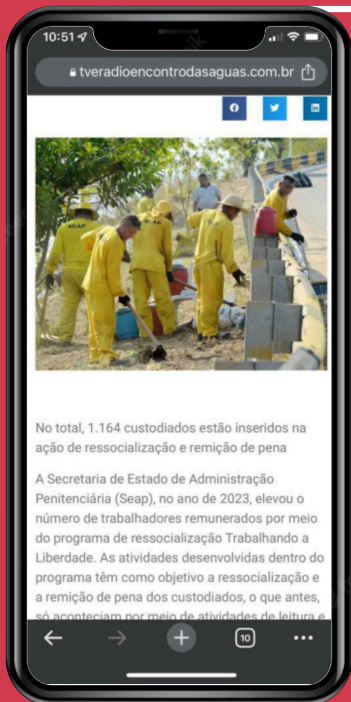 10:51
tveradioencontrodasaguas.com.br
SEAP
SEAP
No total, 1.164 custodiados estão inseridos na
ação de ressocialização e remição de pena
A Secretaria de Estado de Administração
Penitenciária (Seap), no ano de 2023, elevou o
número de trabalhadores remunerados por meio
do programa de ressocialização Trabalhando a
Liberdade. As atividades desenvolvidas dentro do
programa têm como objetivo a ressocialização e
a remição de pena dos custodiados, o que antes,
só aconteciam por meio de atividades de leitura e
10